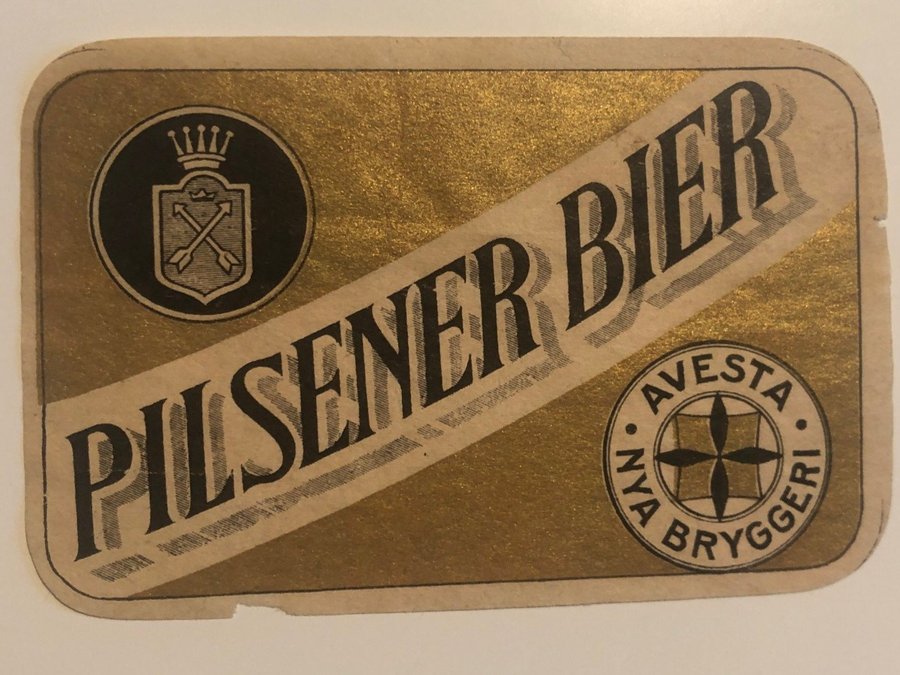 PILSENER BIER
• AVESTA •
NYA BRYGGERI